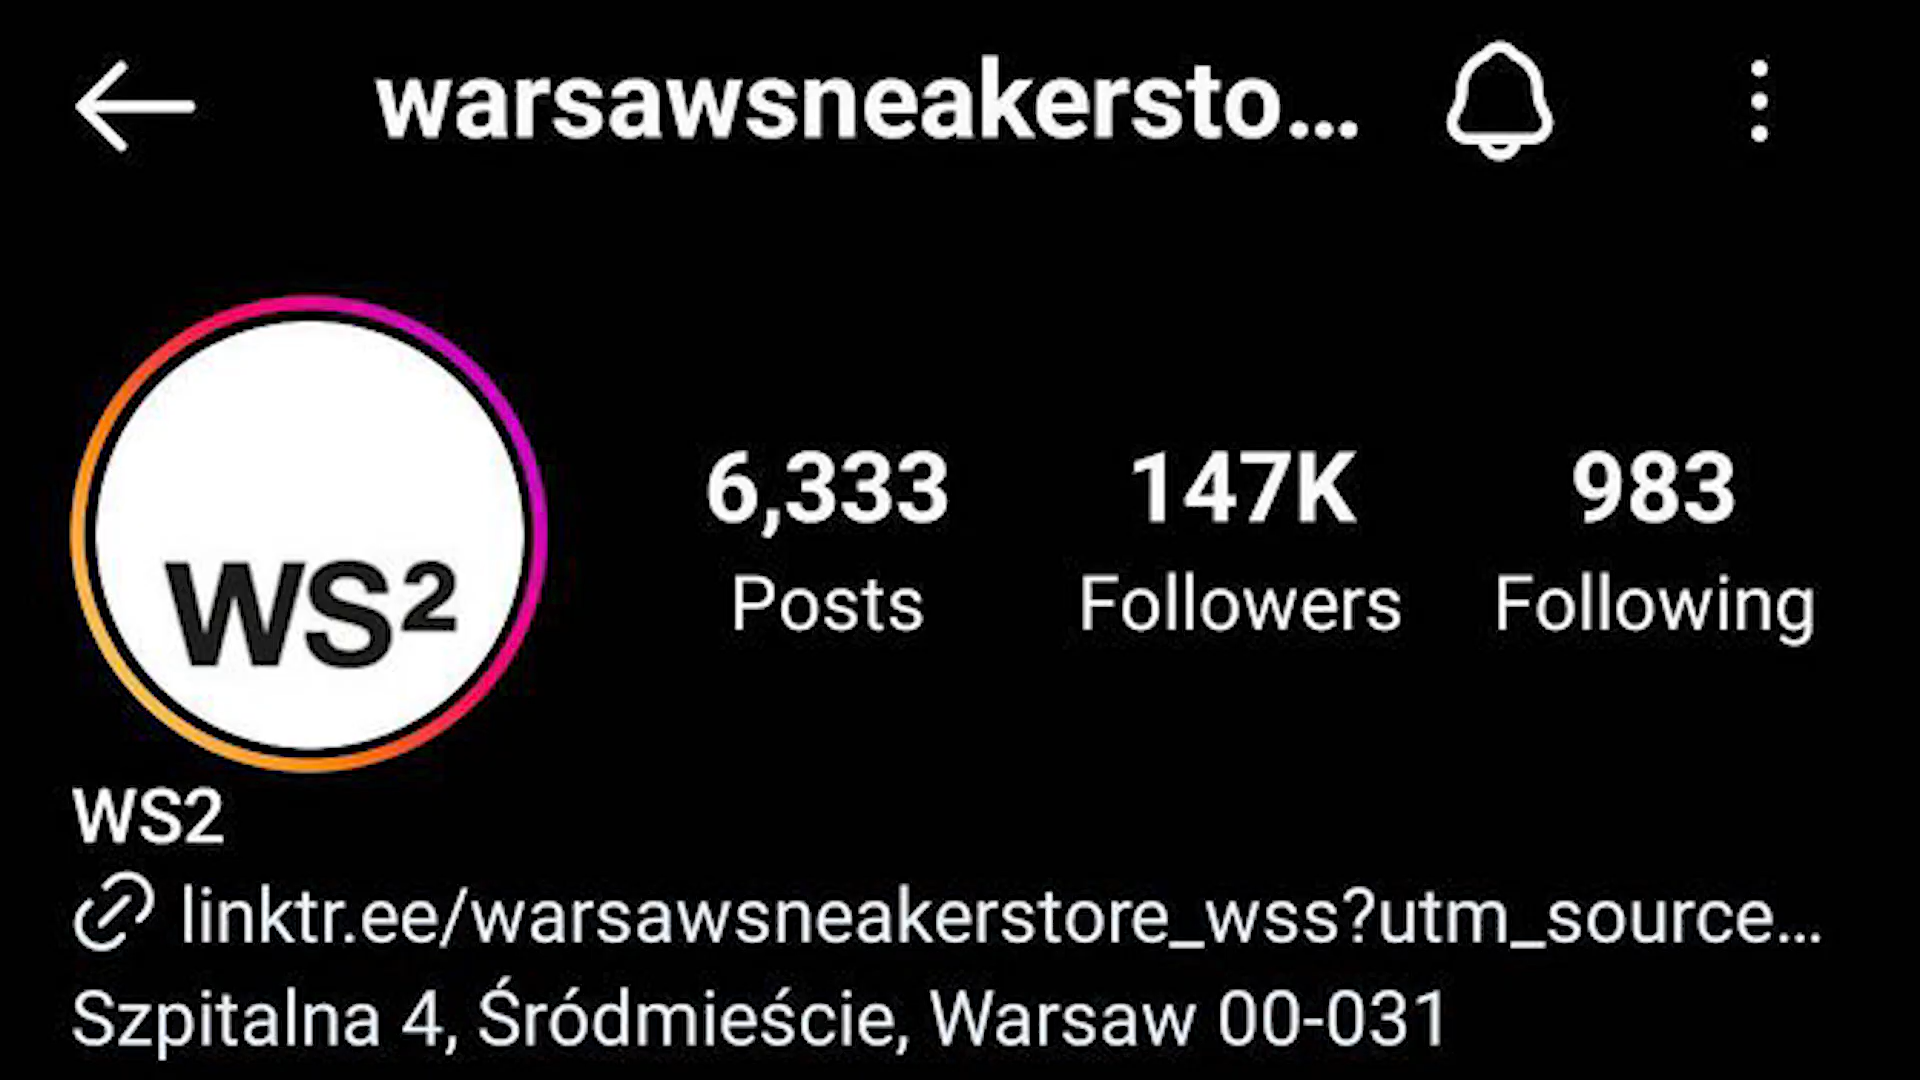 warsawsneakersto...
WS²
6,333 147K 983
Posts Followers Following
WS2
linktr.ee/warsawsneakerstore_wss?utm_source...
Szpitalna 4, Śródmieście, Warsaw 00-031